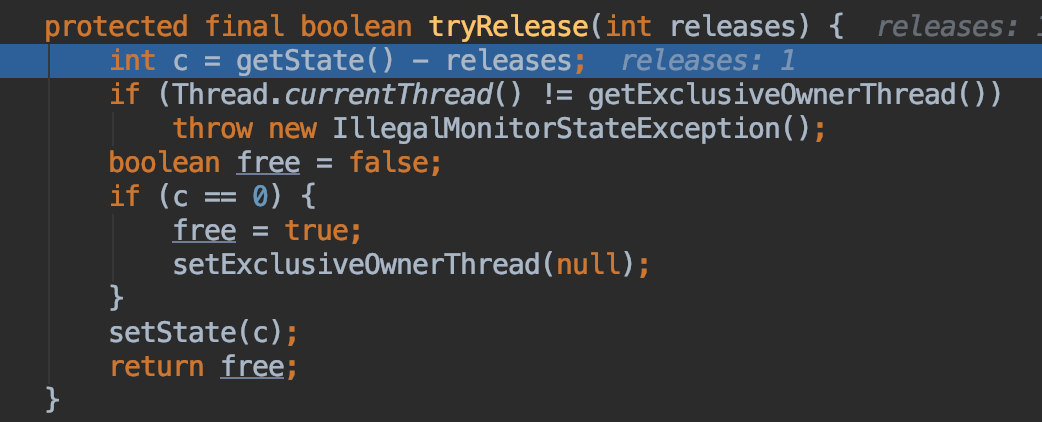 protected final boolean tryRelease(int releases) {  releases: 1
    int c = getState() - releases;  releases: 1
    if (Thread.currentThread() != getExclusiveOwnerThread())
        throw new IllegalMonitorStateException();
    boolean free = false;
    if (c == 0) {
        free = true;
        setExclusiveOwnerThread(null);
    }
    setState(c);
    return free;
}